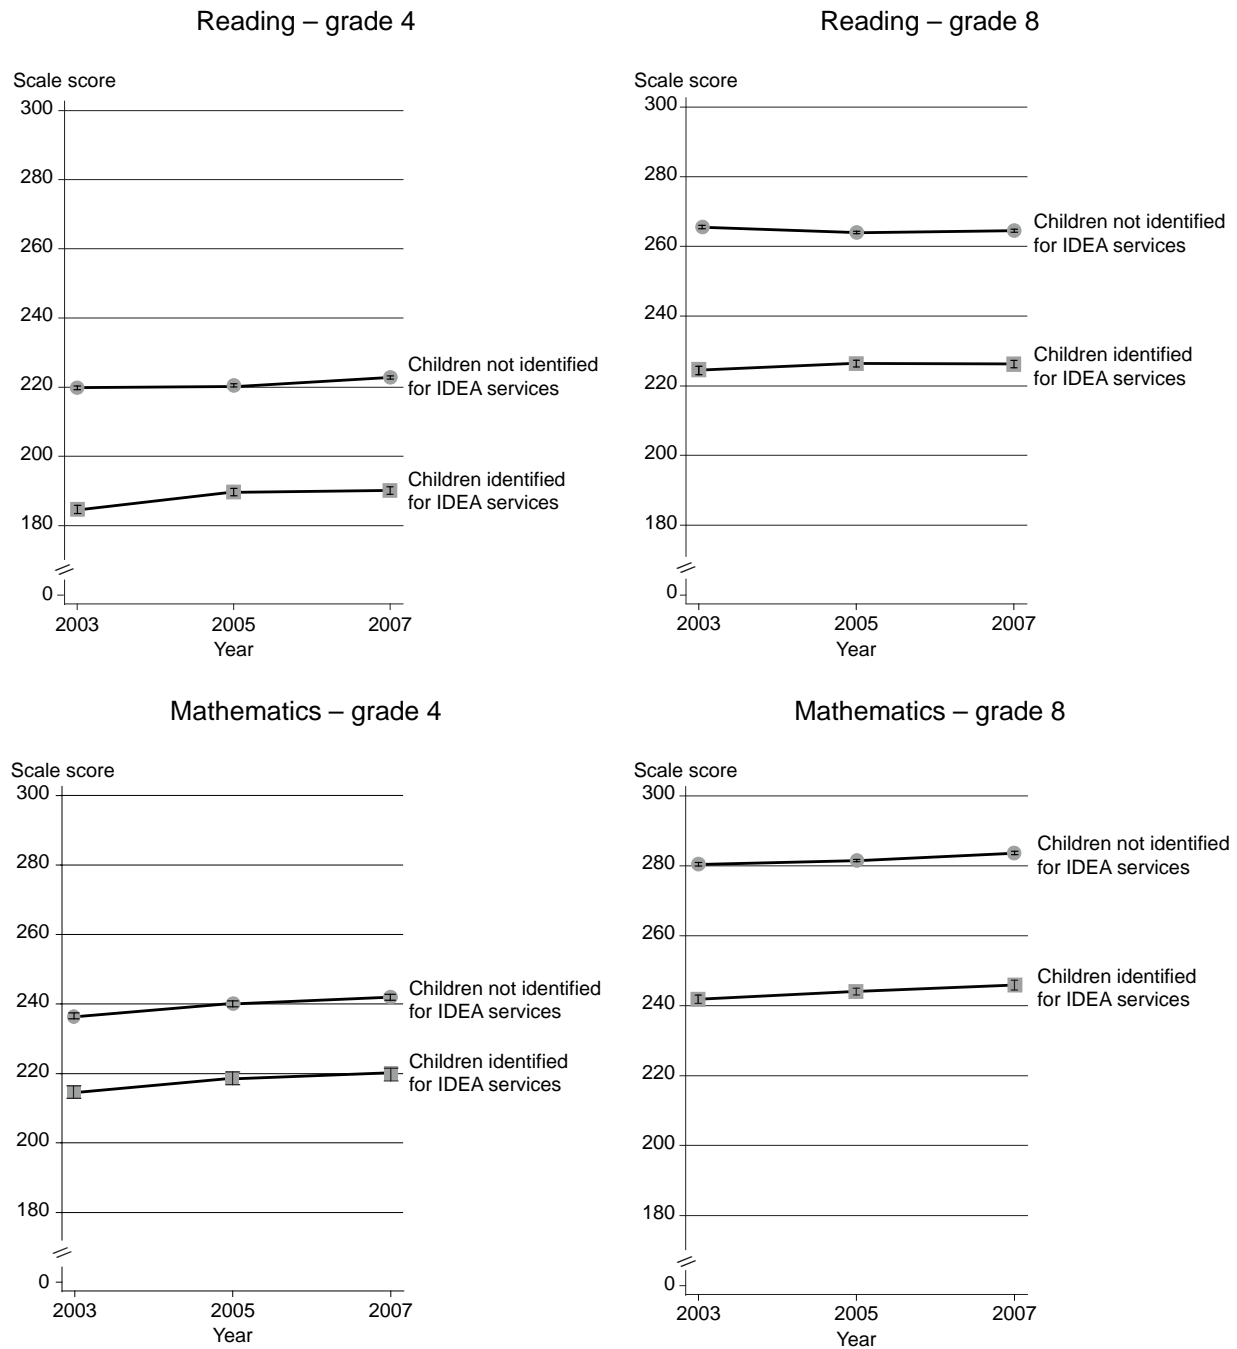 Reading – grade 4
Scale score
300
280
260
240
220
200
180
0
Children not identified
for IDEA services
Children identified
for IDEA services
2003 2005 2007
Year
Reading – grade 8
Scale score
300
280
260
240
220
200
180
0
Children not identified
for IDEA services
Children identified
for IDEA services
2003 2005 2007
Year
Mathematics – grade 4
Scale score
300
280
260
240
220
200
180
0
Children not identified
for IDEA services
Children identified
for IDEA services
2003 2005 2007
Year
Mathematics – grade 8
Scale score
300
280
260
240
220
200
180
0
Children not identified
for IDEA services
Children identified
for IDEA services
2003 2005 2007
Year